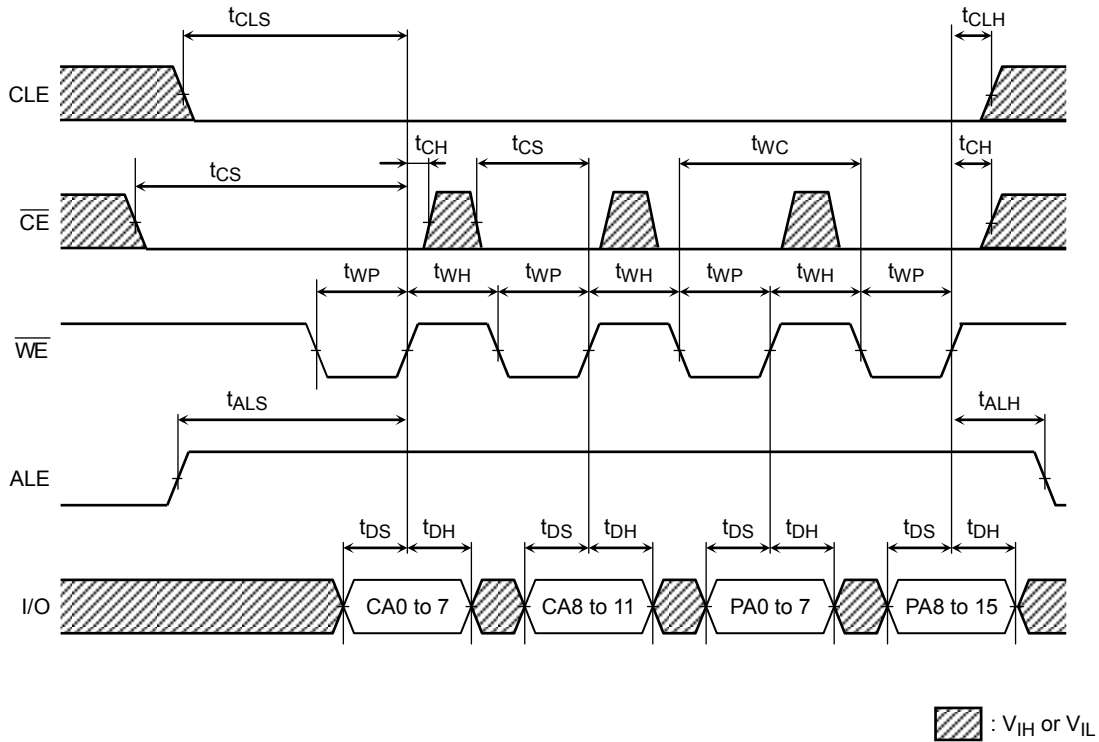 tCLS tCLH
CLE
tCH tCS tWC tCH
tCS
CE
tWP tWH tWP tWH tWP tWH tWP
WE
tALS tALH
ALE
tDS tDH tDS tDH tDS tDH tDS tDH
I/O CA0 to 7 CA8 to 11 PA0 to 7 PA8 to 15
: VIH or VIL